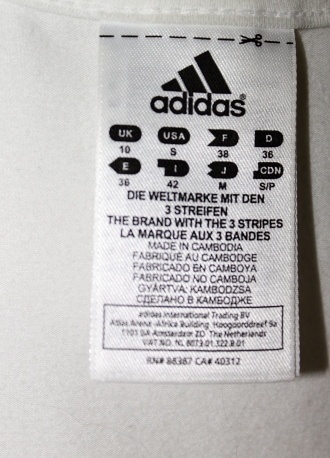 adidas®
UK USA F D
10 S 38 36
E I J CDN
36 42 M S/P
DIE WELTMARKE MIT DEN
3 STREIFEN
THE BRAND WITH THE 3 STRIPES
LA MARQUE AUX 3 BANDES
MADE IN CAMBODIA
FABRIQUÉ AU CAMBODGE
FABRICADO EN CAMBOYA
FABRICADO NO CAMBOJA
GYÁRTVA: KAMBODZSA
СДЕЛАНО В КАМБОДЖЕ
adidas International Trading BV
Atlas Arena -Africa Building Hoogoorddreef 9a
1101 BA Amsterdam ZO The Netherlands
VAT NO. NL 8073.01.322.B.01
RN# 88387 CA# 40312